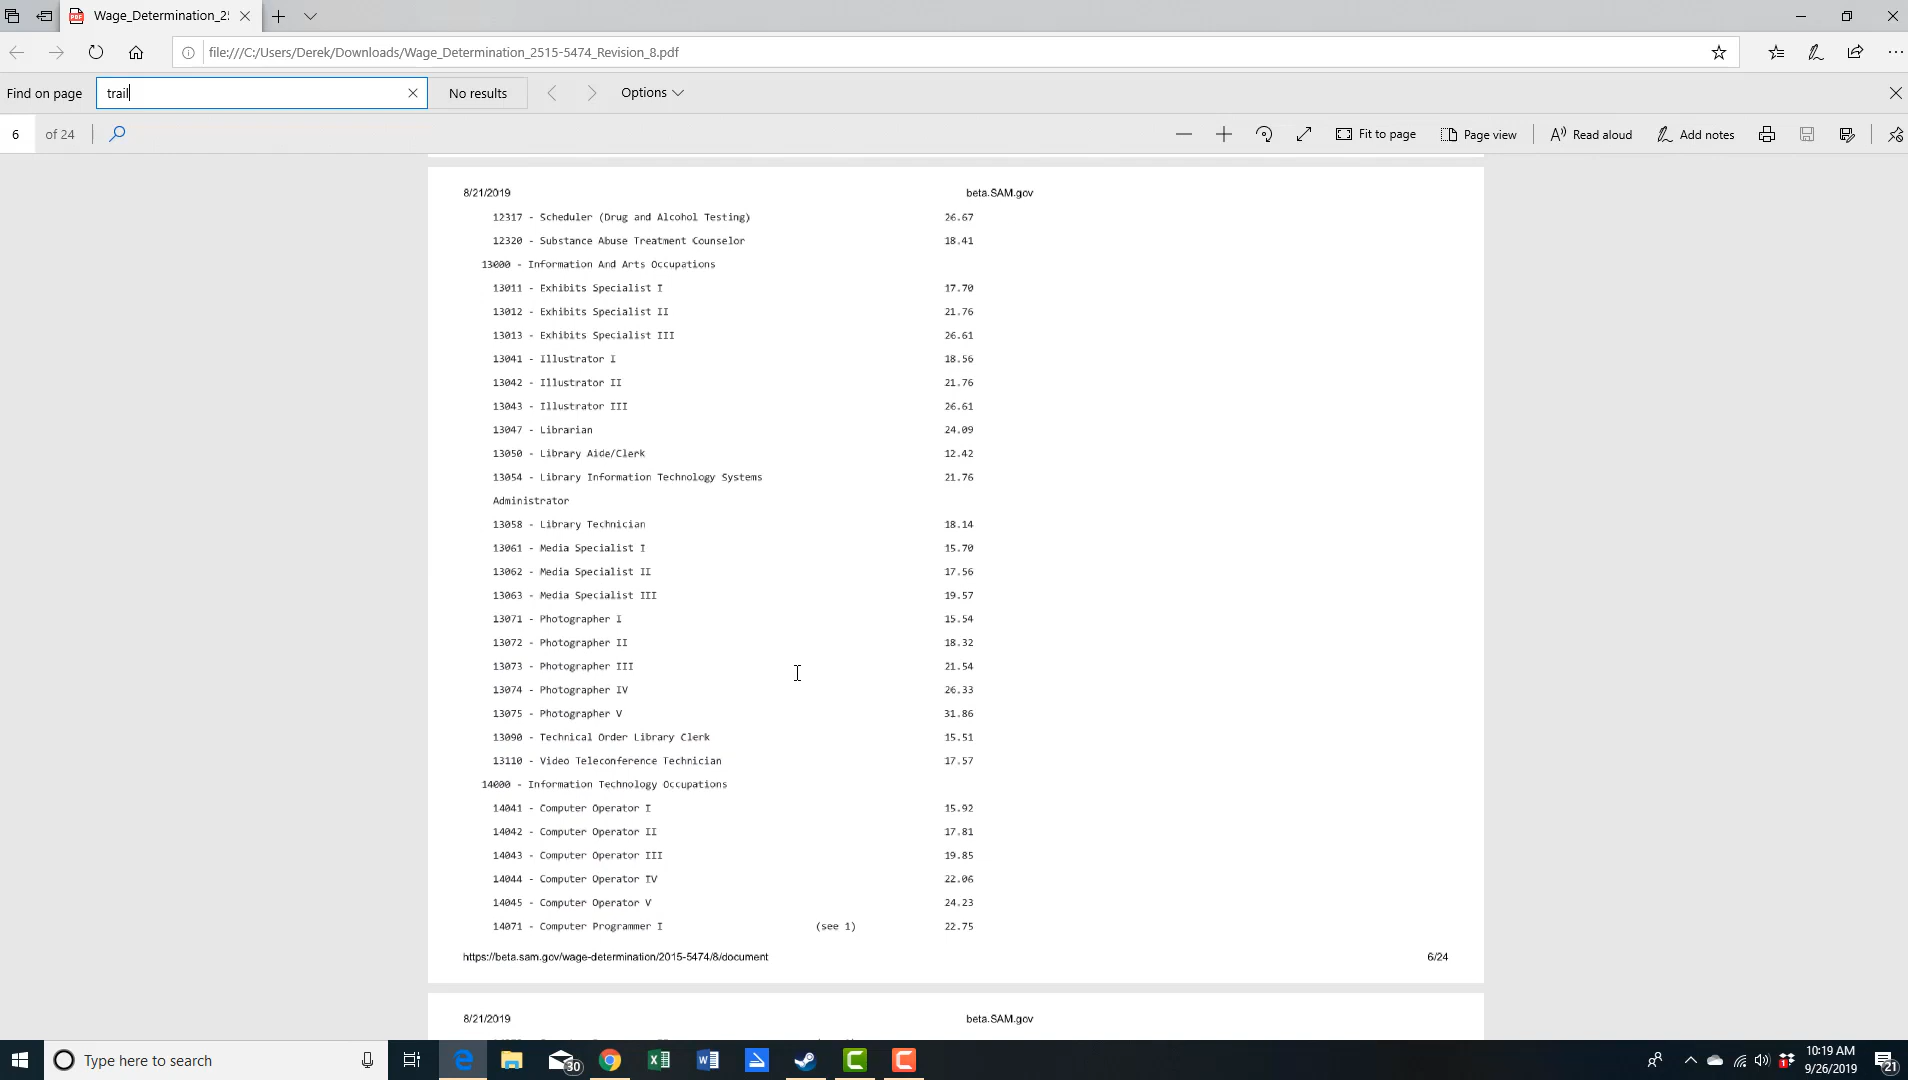 Wage_Determination_2
file:///C:/Users/Derek/Downloads/Wage_Determination_2515-5474_Revision_8.pdf
Find on page trail No results Options
6 of 24 Fit to page Page view Read aloud Add notes
8/21/2019 beta.SAM.gov
12317 - Scheduler (Drug and Alcohol Testing) 26.67
12320 - Substance Abuse Treatment Counselor 18.41
13000 - Information And Arts Occupations
13011 - Exhibits Specialist I 17.70
13012 - Exhibits Specialist II 21.76
13013 - Exhibits Specialist III 26.61
13041 - Illustrator I 18.56
13042 - Illustrator II 21.76
13043 - Illustrator III 26.61
13047 - Librarian 24.09
13050 - Library Aide/Clerk 12.42
13054 - Library Information Technology Systems 21.76
Administrator
13058 - Library Technician 18.14
13061 - Media Specialist I 15.70
13062 - Media Specialist II 17.56
13063 - Media Specialist III 19.57
13071 - Photographer I 15.54
13072 - Photographer II 18.32
13073 - Photographer III 21.54
13074 - Photographer IV 26.33
13075 - Photographer V 31.86
13090 - Technical Order Library Clerk 15.51
13110 - Video Teleconference Technician 17.57
14000 - Information Technology Occupations
14041 - Computer Operator I 15.92
14042 - Computer Operator II 17.81
14043 - Computer Operator III 19.85
14044 - Computer Operator IV 22.06
14045 - Computer Operator V 24.23
14071 - Computer Programmer I (see 1) 22.75
https://beta.sam.gov/wage-determination/2015-5474/8/document 6/24
8/21/2019 beta.SAM.gov
Type here to search 30 10:19 AM
9/26/2019 21